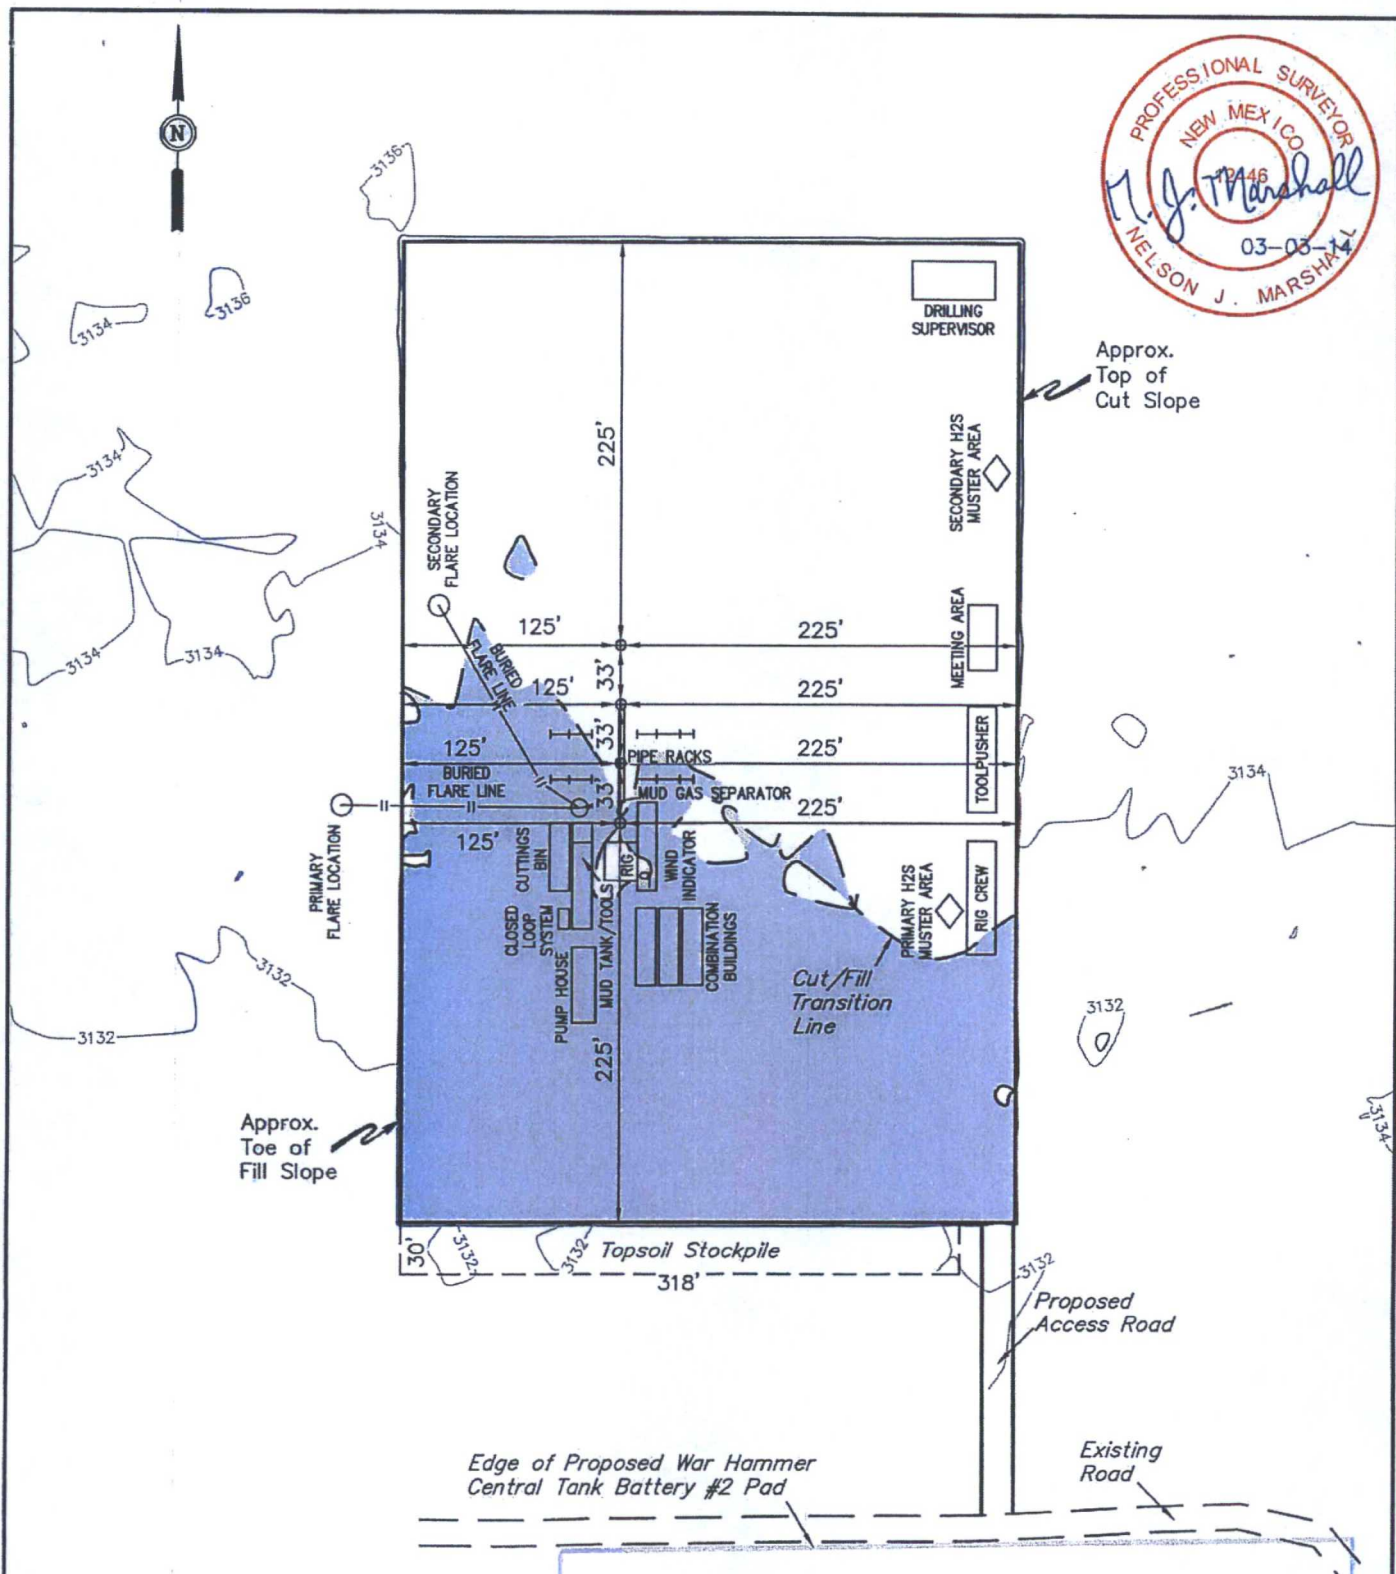 N
PROFESSIONAL SURVEYOR
NEW MEXICO
N. J. Marshall
03-03-14
NELSON J. MARSHALL
3136
3136
3134
DRILLING
SUPERVISOR
Approx.
Top of
Cut Slope
225'
SECONDARY H2S
MUSTER AREA
3134
3134
SECONDARY
FLARE LOCATION
125'
225'
MEETING AREA
3134
3134
BURIED
FLARE LINE
33'
125'
225'
33'
125'
225'
PIPE RACKS
TOOLPUSHER
3134
BURIED
FLARE LINE
33'
MUD GAS SEPARATOR
125'
225'
PRIMARY
FLARE LOCATION
CUTTINGS
BIN
RIG
WIND
INDICATOR
CLOSED
LOOP
SYSTEM
MUD TANK/TOOLS
COMBINATION
BUILDINGS
PRIMARY H2S
MUSTER AREA
RIG CREW
3132
3132
PUMP HOUSE
Cut/Fill
Transition
Line
3132
225'
Approx.
Toe of
Fill Slope
3134
30'
3132
3132
Topsoil Stockpile
318'
3132
Proposed
Access Road
Edge of Proposed War Hammer
Central Tank Battery #2 Pad
Existing
Road